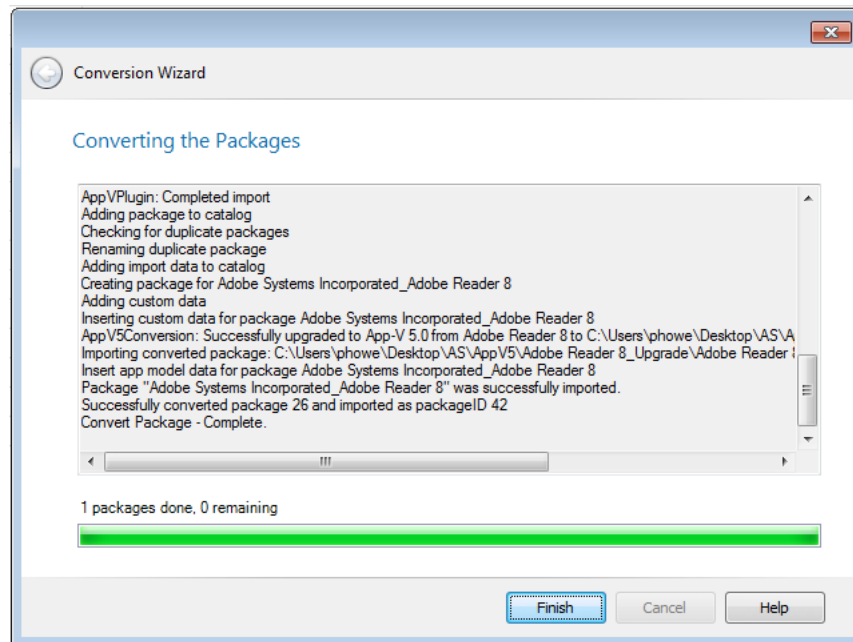 Conversion Wizard
Converting the Packages
AppVPlugin: Completed import
Adding package to catalog
Checking for duplicate packages
Renaming duplicate package
Adding import data to catalog
Creating package for Adobe Systems Incorporated_Adobe Reader 8
Adding custom data
Inserting custom data for package Adobe Systems Incorporated_Adobe Reader 8
AppV5Conversion: Successfully upgraded to App-V 5.0 from Adobe Reader 8 to C:\Users\phowe\Desktop\AS\A
Importing converted package: C:\Users\phowe\Desktop\AS\AppV5\Adobe Reader 8_Upgrade\Adobe Reader
Insert app model data for package Adobe Systems Incorporated_Adobe Reader 8
Package "Adobe Systems Incorporated_Adobe Reader 8" was successfully imported.
Successfully converted package 26 and imported as packageID 42
Convert Package - Complete.
1 packages done, 0 remaining
Finish Cancel Help